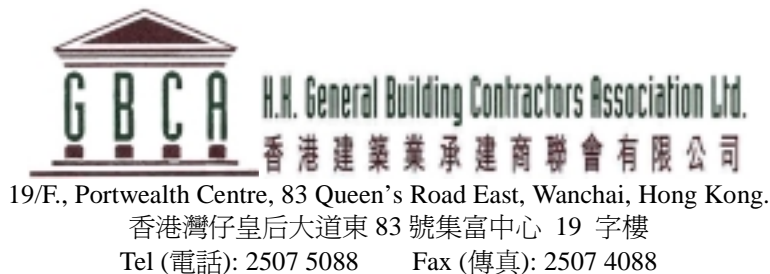 GBCA
H.K. General Building Contractors Association Ltd.
香港建築業承建商聯會有限公司
19/F., Portwealth Centre, 83 Queen's Road East, Wanchai, Hong Kong.
香港灣仔皇后大道東 83 號集富中心 19 字樓
Tel (電話): 2507 5088 Fax (傳真): 2507 4088